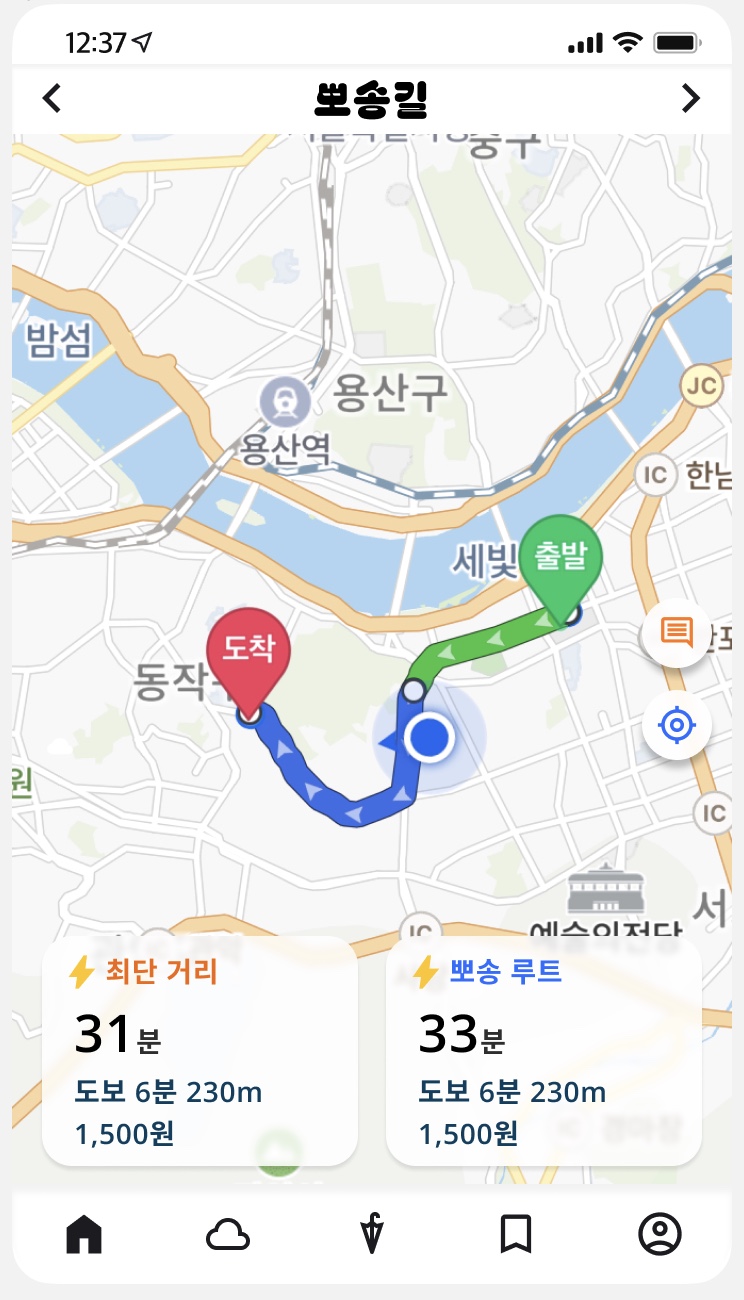 12:37
뽀송길
중구
밤섬
용산구
용산역
JC
IC
한남
세빛
출발
도착
동작
원
IC
서
IC
예술의전당
최단 거리
31분
도보 6분 230m
1,500원
뽀송 루트
33분
도보 6분 230m
1,500원